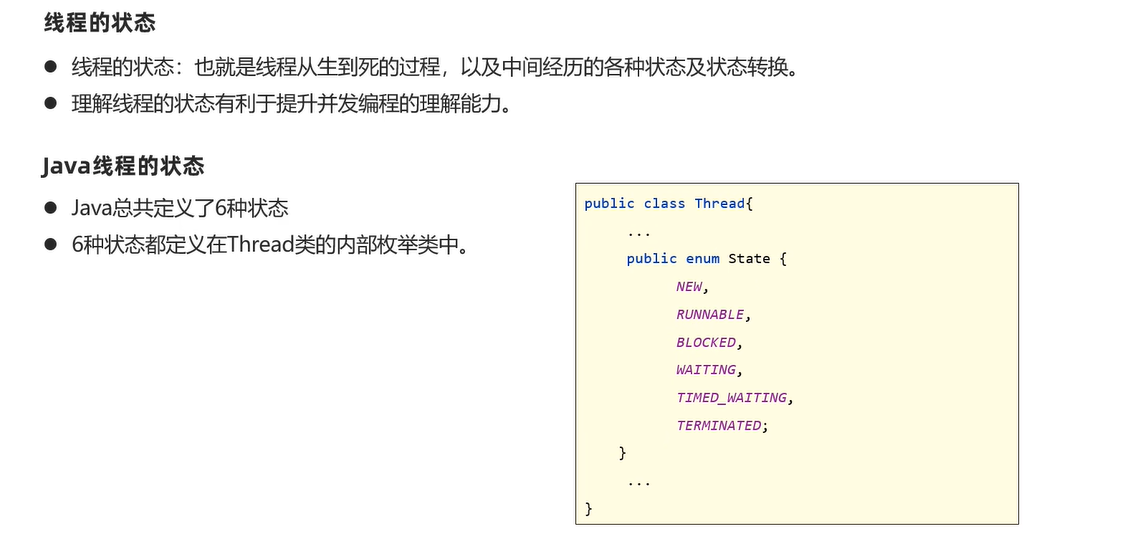 线程的状态
● 线程的状态：也就是线程从生到死的过程，以及中间经历的各种状态及状态转换。
● 理解线程的状态有利于提升并发编程的理解能力。
Java线程的状态
● Java总共定义了6种状态
● 6种状态都定义在Thread类的内部枚举类中。
public class Thread{
...
public enum State {
NEW,
RUNNABLE,
BLOCKED,
WAITING,
TIMED_WAITING,
TERMINATED;
}
...
}